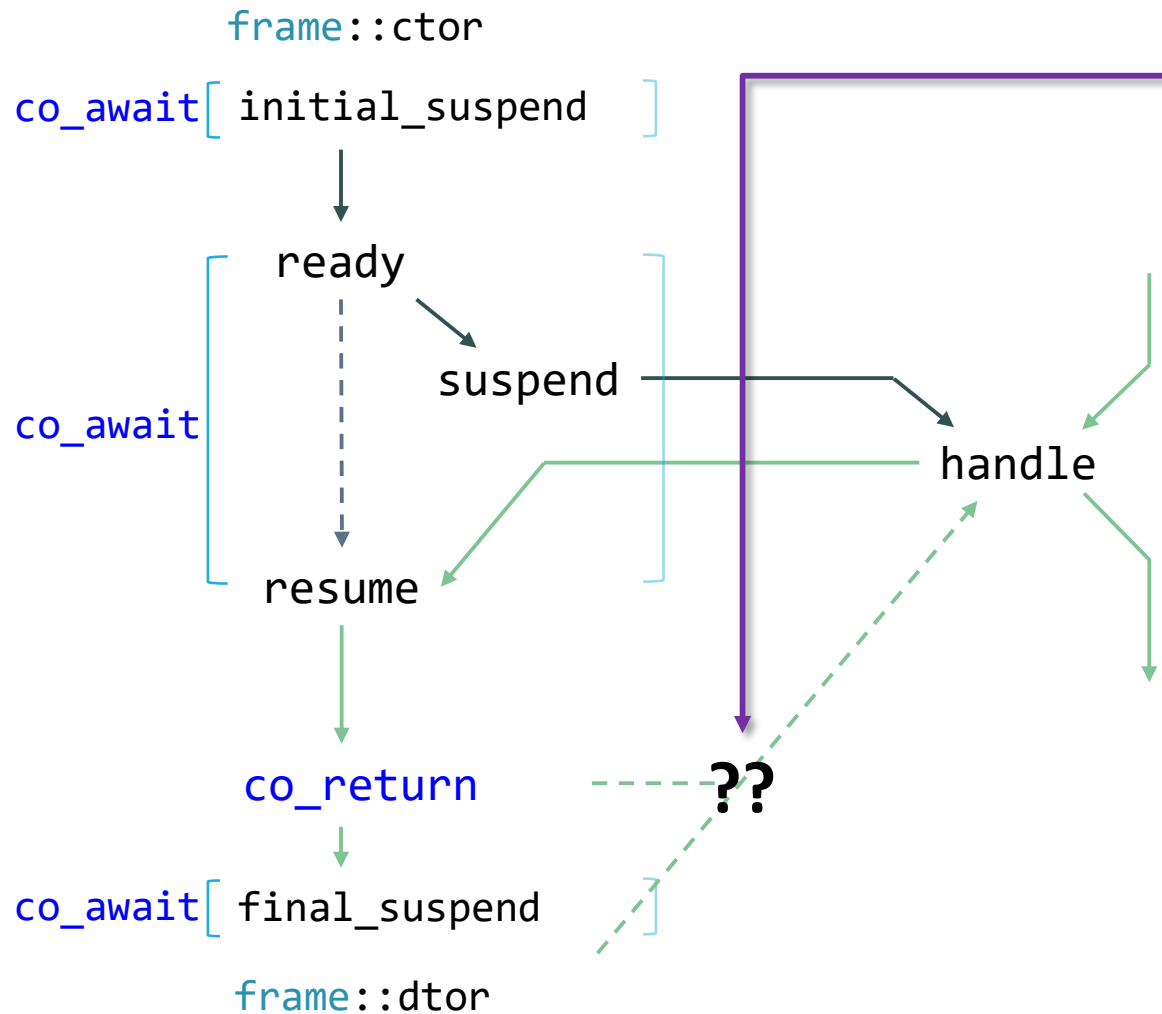 frame::ctor
co_await initial_suspend
ready
suspend
co_await
handle
resume
co_return ??
co_await final_suspend
frame::dtor